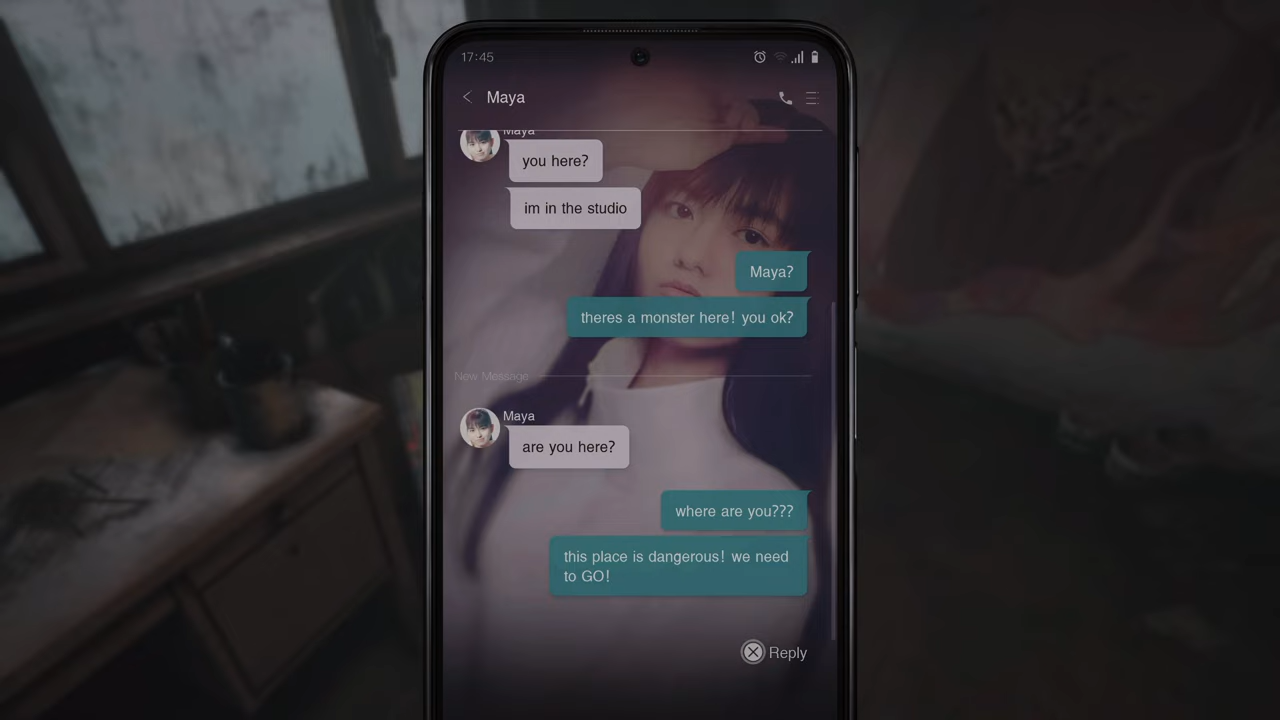 17:45
Maya
Maya
you here?
im in the studio
Maya?
theres a monster here! you ok?
New Message
Maya
are you here?
where are you???
this place is dangerous! we need
to GO!
Reply